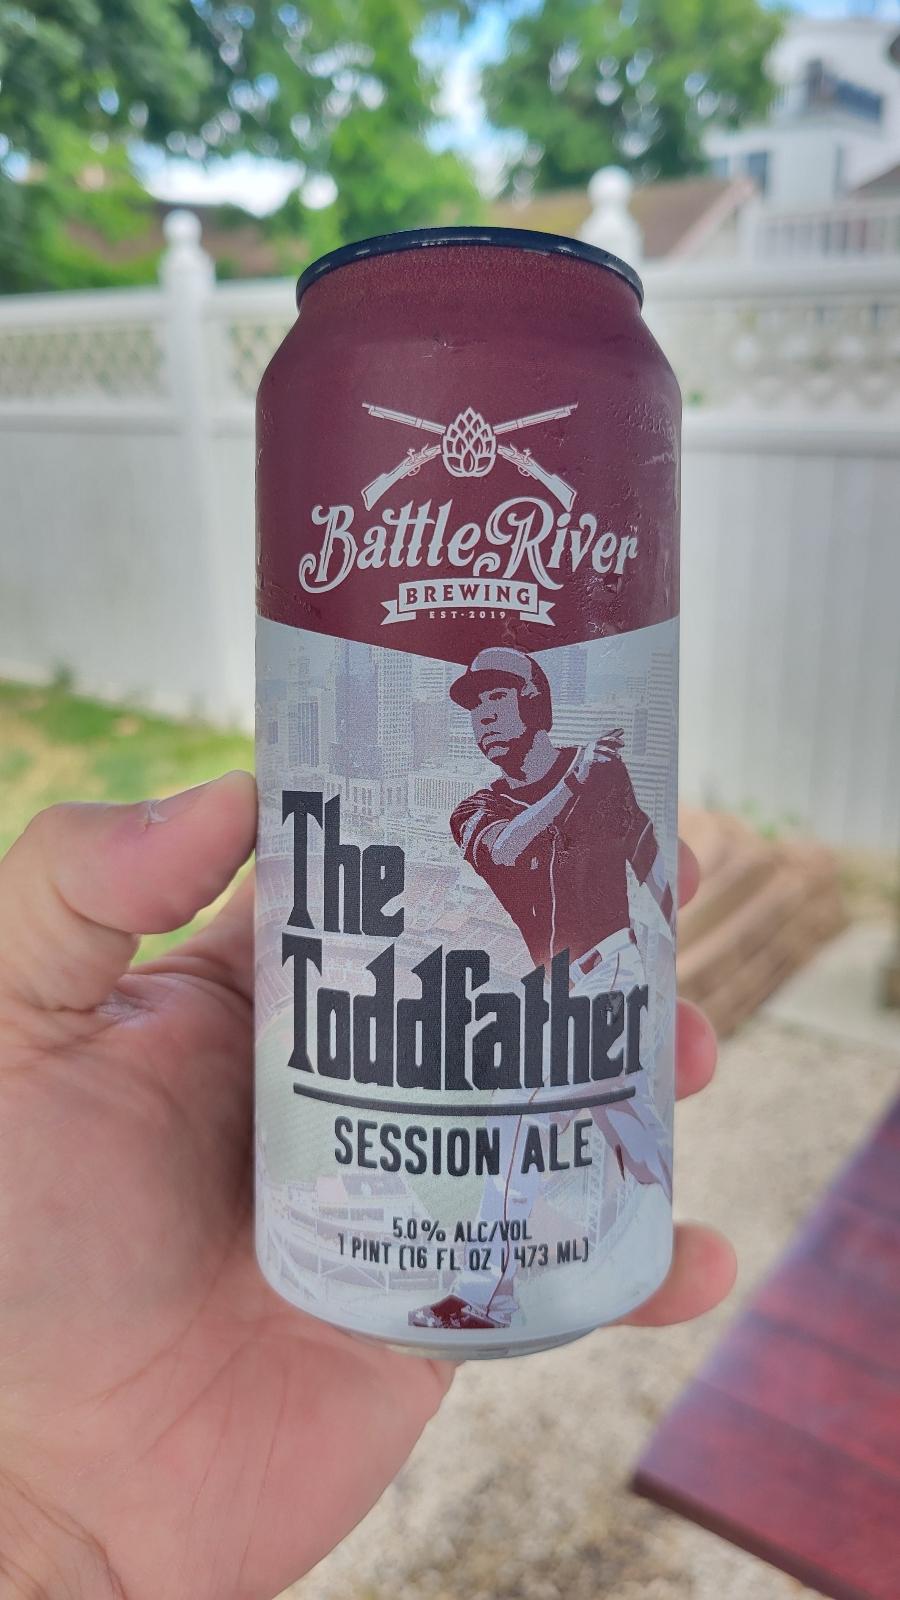 Battle River
TM
BREWING
EST·2019
The
Toddfather
SESSION ALE
5.0% ALC/VOL
1 PINT (16 FL OZ | 473 ML)